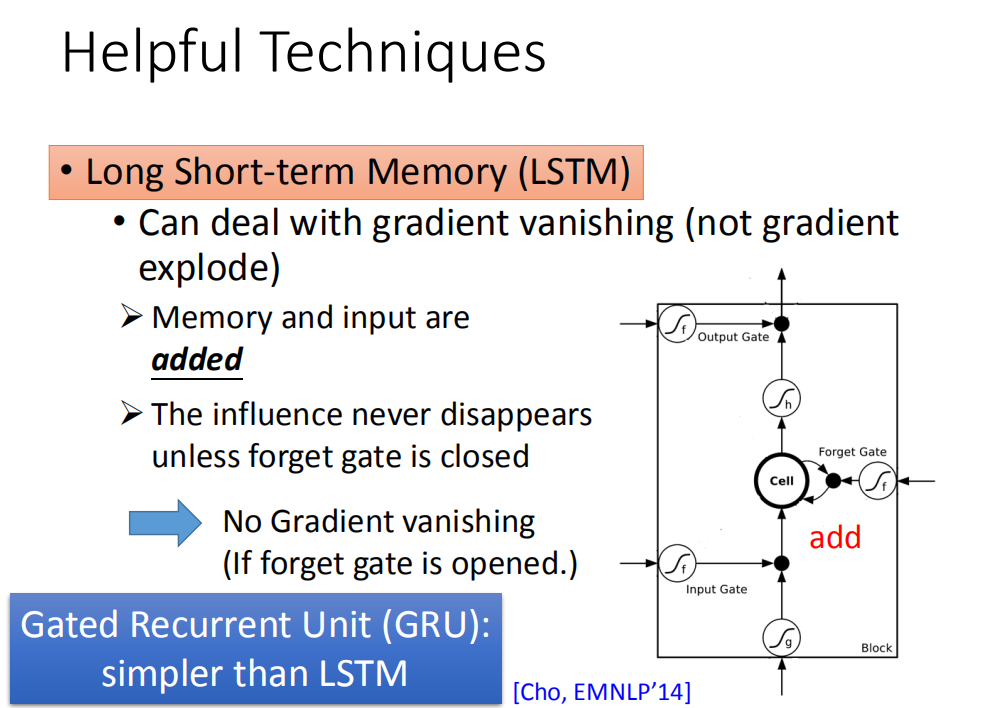 Helpful Techniques
• Long Short-term Memory (LSTM)
• Can deal with gradient vanishing (not gradient
explode)
➢ Memory and input are
added
➢ The influence never disappears
unless forget gate is closed
No Gradient vanishing
(If forget gate is opened.)
Gated Recurrent Unit (GRU):
simpler than LSTM
[Cho, EMNLP’14]
f
Output Gate
h
Forget Gate
Cell
f
add
f
Input Gate
g
Block